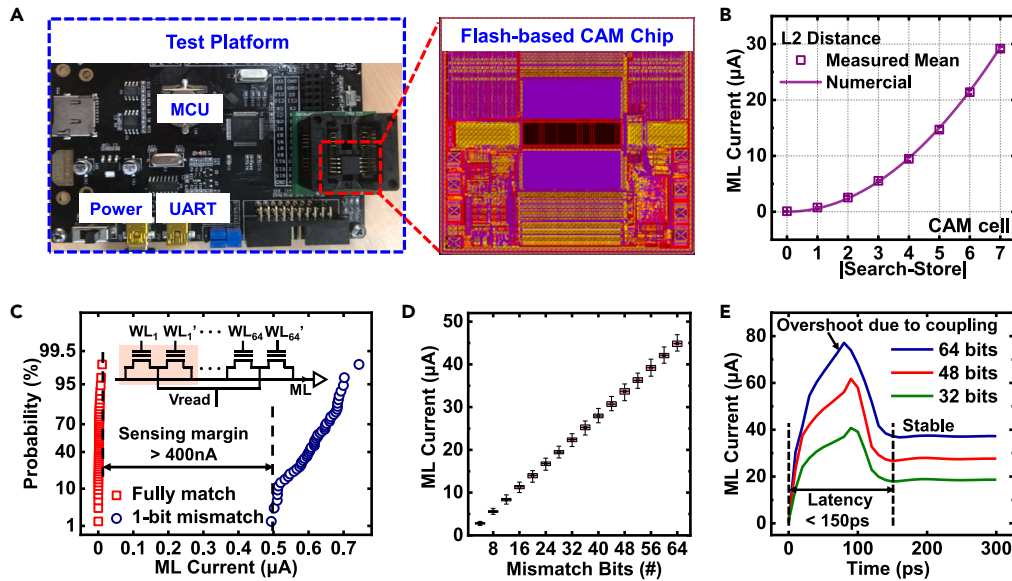 A
Test Platform
MCU
Power
UART
Flash-based CAM Chip
B
ML Current (µA)
30
20
10
0
L2 Distance
Measured Mean
Numercial
CAM cell
0 1 2 3 4 5 6 7
|Search-Store|
C
Probability (%)
99.5
95
70
40
10
1
WL1 WL1' · · · · WL64 WL64'
ML
Vread
Sensing margin
> 400nA
Fully match
1-bit mismatch
0 0.1 0.2 0.3 0.4 0.5 0.6 0.7
ML Current (µA)
D
ML Current (µA)
50
40
30
20
10
0
8 16 24 32 40 48 56 64
Mismatch Bits (#)
E
ML Current (µA)
80
60
40
20
0
Overshoot due to coupling
64 bits
48 bits
32 bits
Stable
Latency
< 150ps
0 100 200 300
Time (ps)